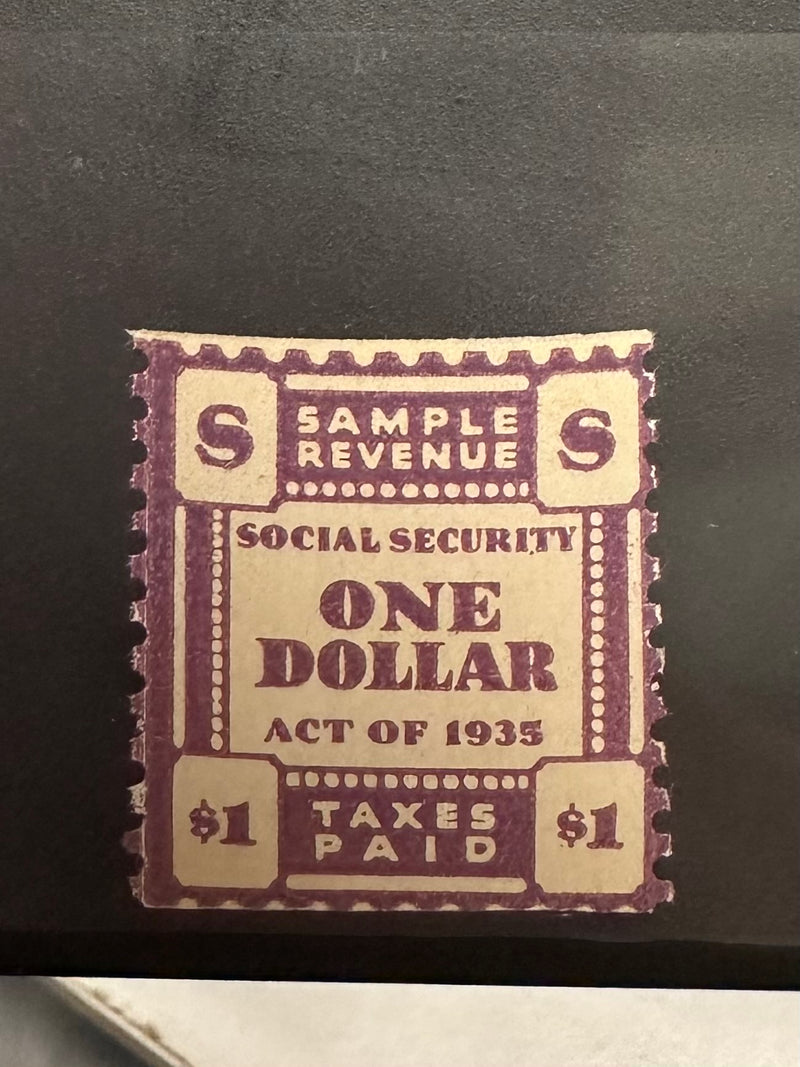 S SAMPLE S
REVENUE
SOCIAL SECURITY
ONE
DOLLAR
ACT OF 1935
$1 TAXES $1
PAID